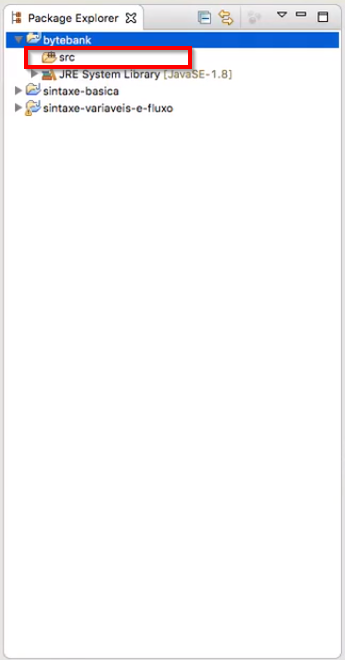 Package Explorer
bytebank
src
JRE System Library [JavaSE-1.8]
sintaxe-basica
sintaxe-variaveis-e-fluxo